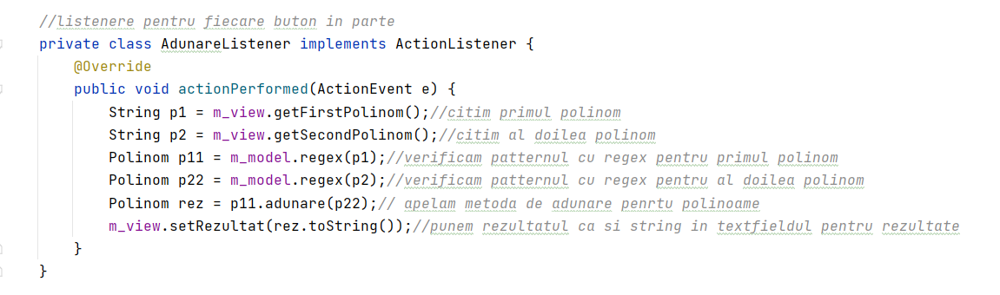 //listenere pentru fiecare buton in parte
private class AdunareListener implements ActionListener {
@Override
public void actionPerformed(ActionEvent e) {
String p1 = m_view.getFirstPolinom();//citim primul polinom
String p2 = m_view.getSecondPolinom();//citim al doilea polinom
Polinom p11 = m_model.regex(p1);//verificam patternul cu regex pentru primul polinom
Polinom p22 = m_model.regex(p2);//verificam patternul cu regex pentru al doilea polinom
Polinom rez = p11.adunare(p22);// apelam metoda de adunare penrtu polinoame
m_view.setRezultat(rez.toString());//punem rezultatul ca si string in textfieldul pentru rezultate
}
}